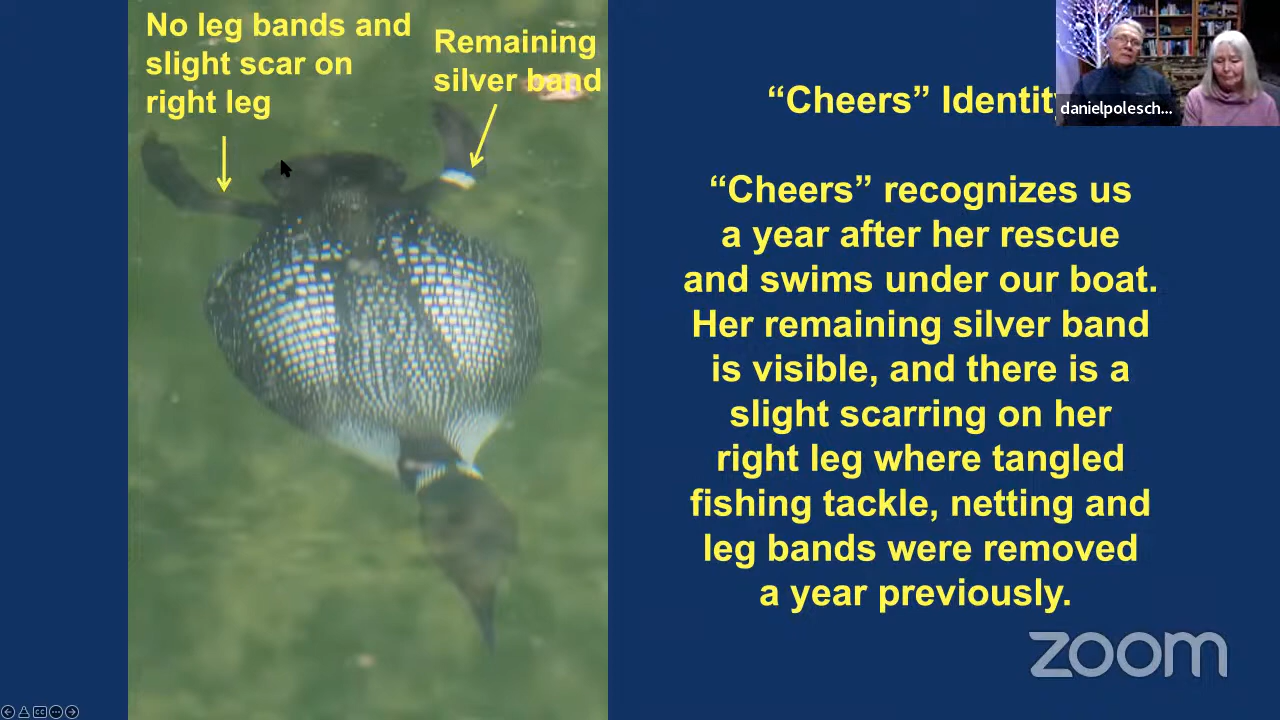 No leg bands and
slight scar on
right leg
Remaining
silver band
“Cheers” Identity
danielpolesch...
“Cheers” recognizes us
a year after her rescue
and swims under our boat.
Her remaining silver band
is visible, and there is a
slight scarring on her
right leg where tangled
fishing tackle, netting and
leg bands were removed
a year previously.
zoom